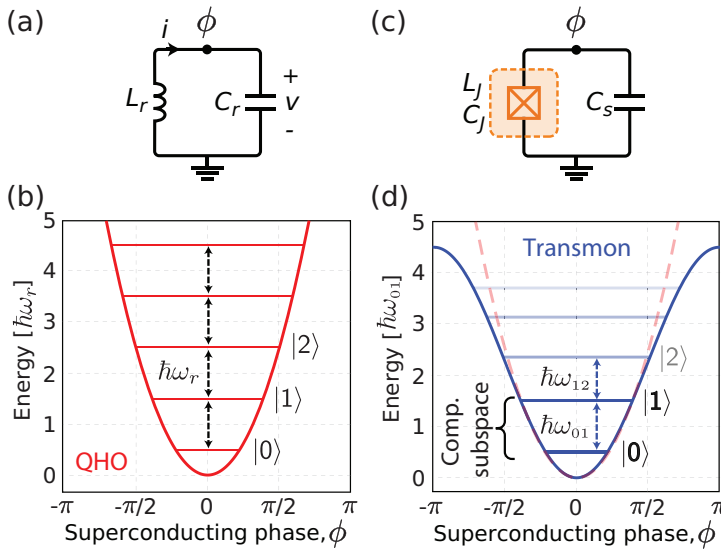 (a)
i
ϕ
L_r
C_r
+
v
-
(c)
ϕ
L_J
C_J
C_s
(b)
Energy [ℏω_r]
5
4
3
2
1
0
|2⟩
ℏω_r
|1⟩
|0⟩
QHO
-π
-π/2
0
π/2
π
Superconducting phase, ϕ
(d)
Energy [ℏω_01]
5
4
3
2
1
0
Transmon
|2⟩
ℏω_12
|1⟩
Comp.
subspace
ℏω_01
|0⟩
-π
-π/2
0
π/2
π
Superconducting phase, ϕ